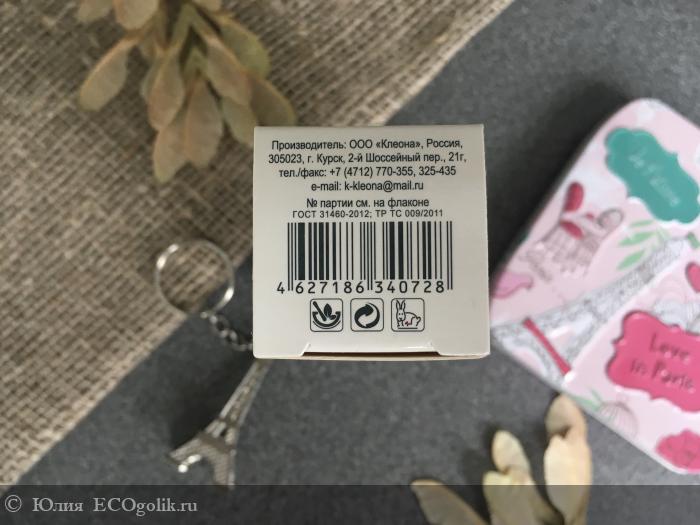 Производитель: ООО «Клеона», Россия,
305023, г. Курск, 2-й Шоссейный пер., 21г,
тел./факс: +7 (4712) 770-355, 325-435
e-mail: k-kleona@mail.ru
№ партии см. на флаконе
ГОСТ 31460-2012; ТР ТС 009/2011
4 627186 340728
Je t'aime
Love
in Paris
© Юлия ECOgolik.ru